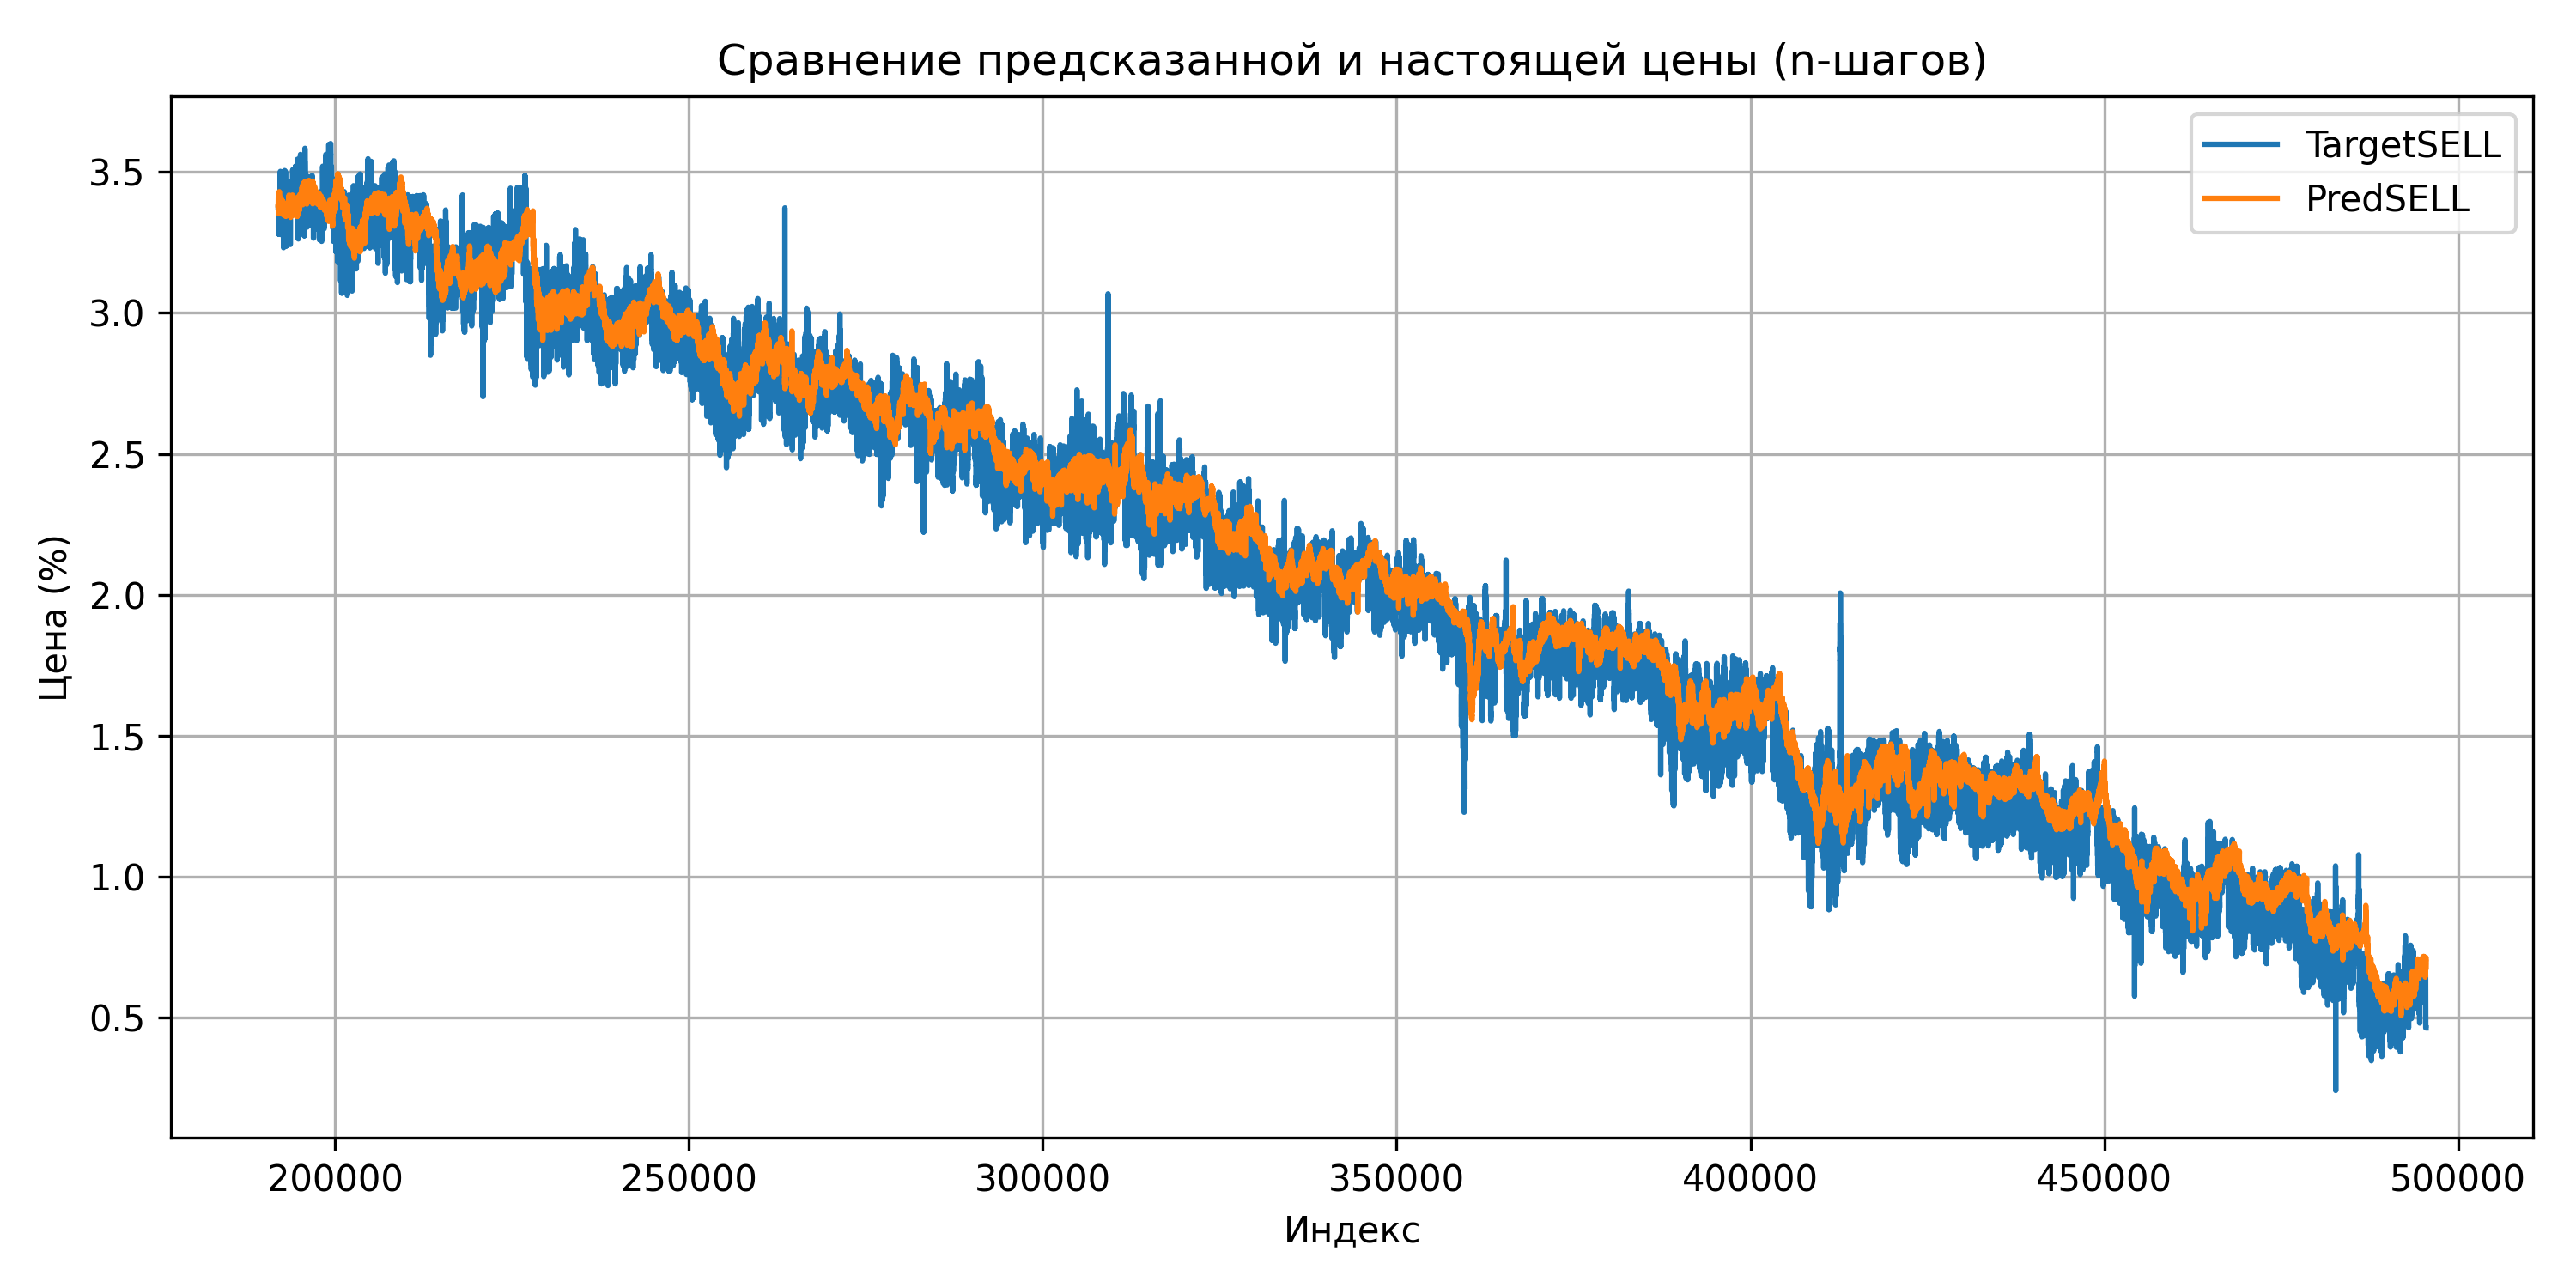 Сравнение предсказанной и настоящей цены (n-шагов)
TargetSELL
PredSELL
Цена (%)
3.5
3.0
2.5
2.0
1.5
1.0
0.5
200000 250000 300000 350000 400000 450000 500000
Индекс